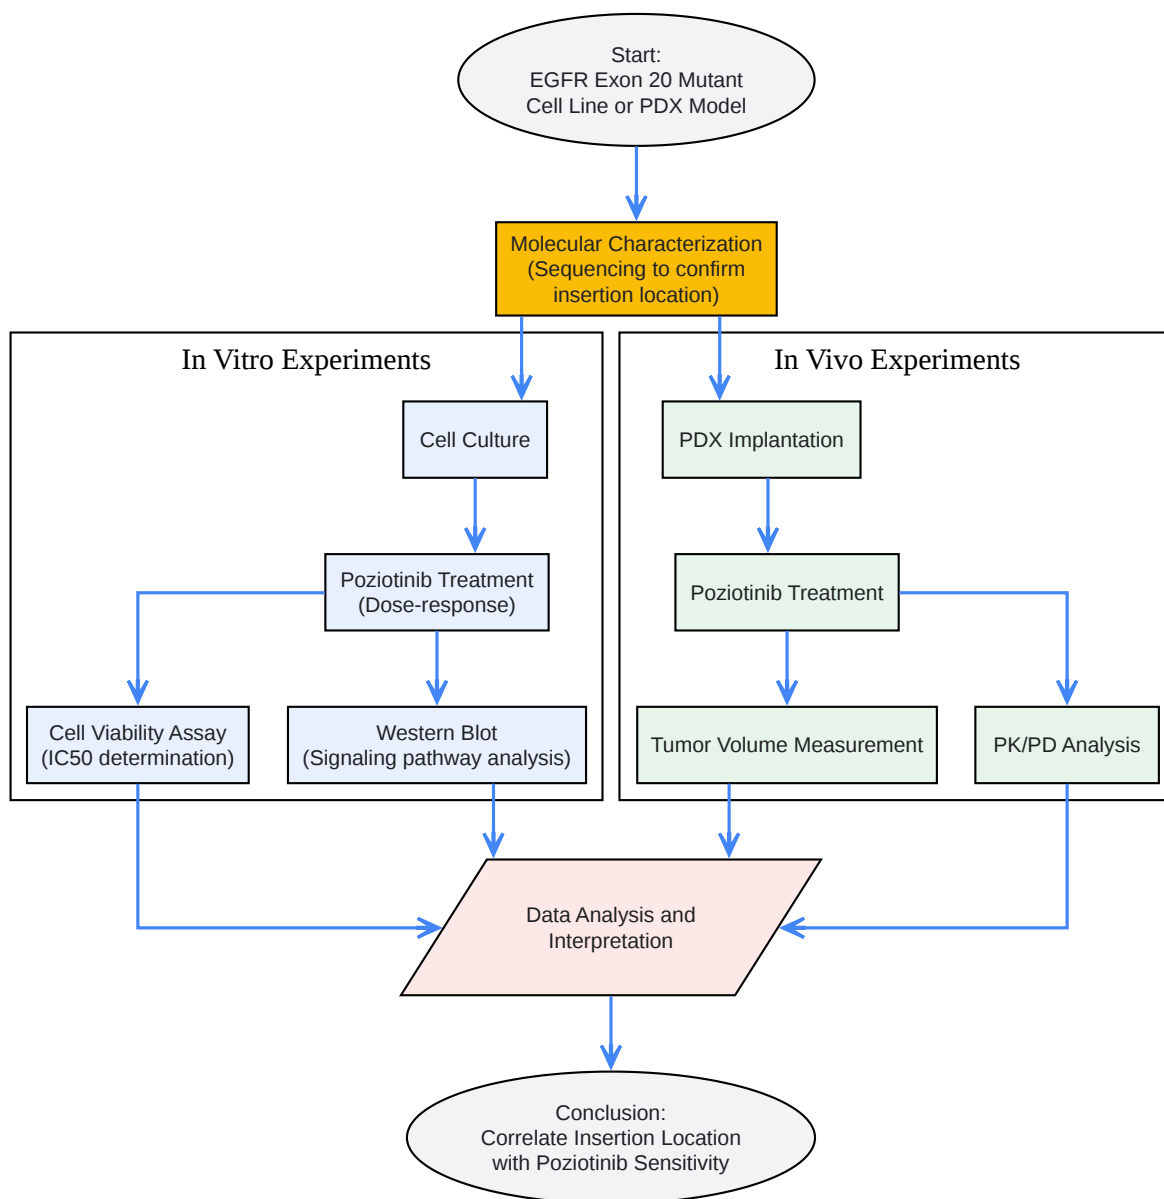 Start:
EGFR Exon 20 Mutant
Cell Line or PDX Model
Molecular Characterization
(Sequencing to confirm
insertion location)
In Vitro Experiments
In Vivo Experiments
Cell Culture
PDX Implantation
Poziotinib Treatment
(Dose-response)
Poziotinib Treatment
Cell Viability Assay
(IC50 determination)
Western Blot
(Signaling pathway analysis)
Tumor Volume Measurement
PK/PD Analysis
Data Analysis and
Interpretation
Conclusion:
Correlate Insertion Location
with Poziotinib Sensitivity